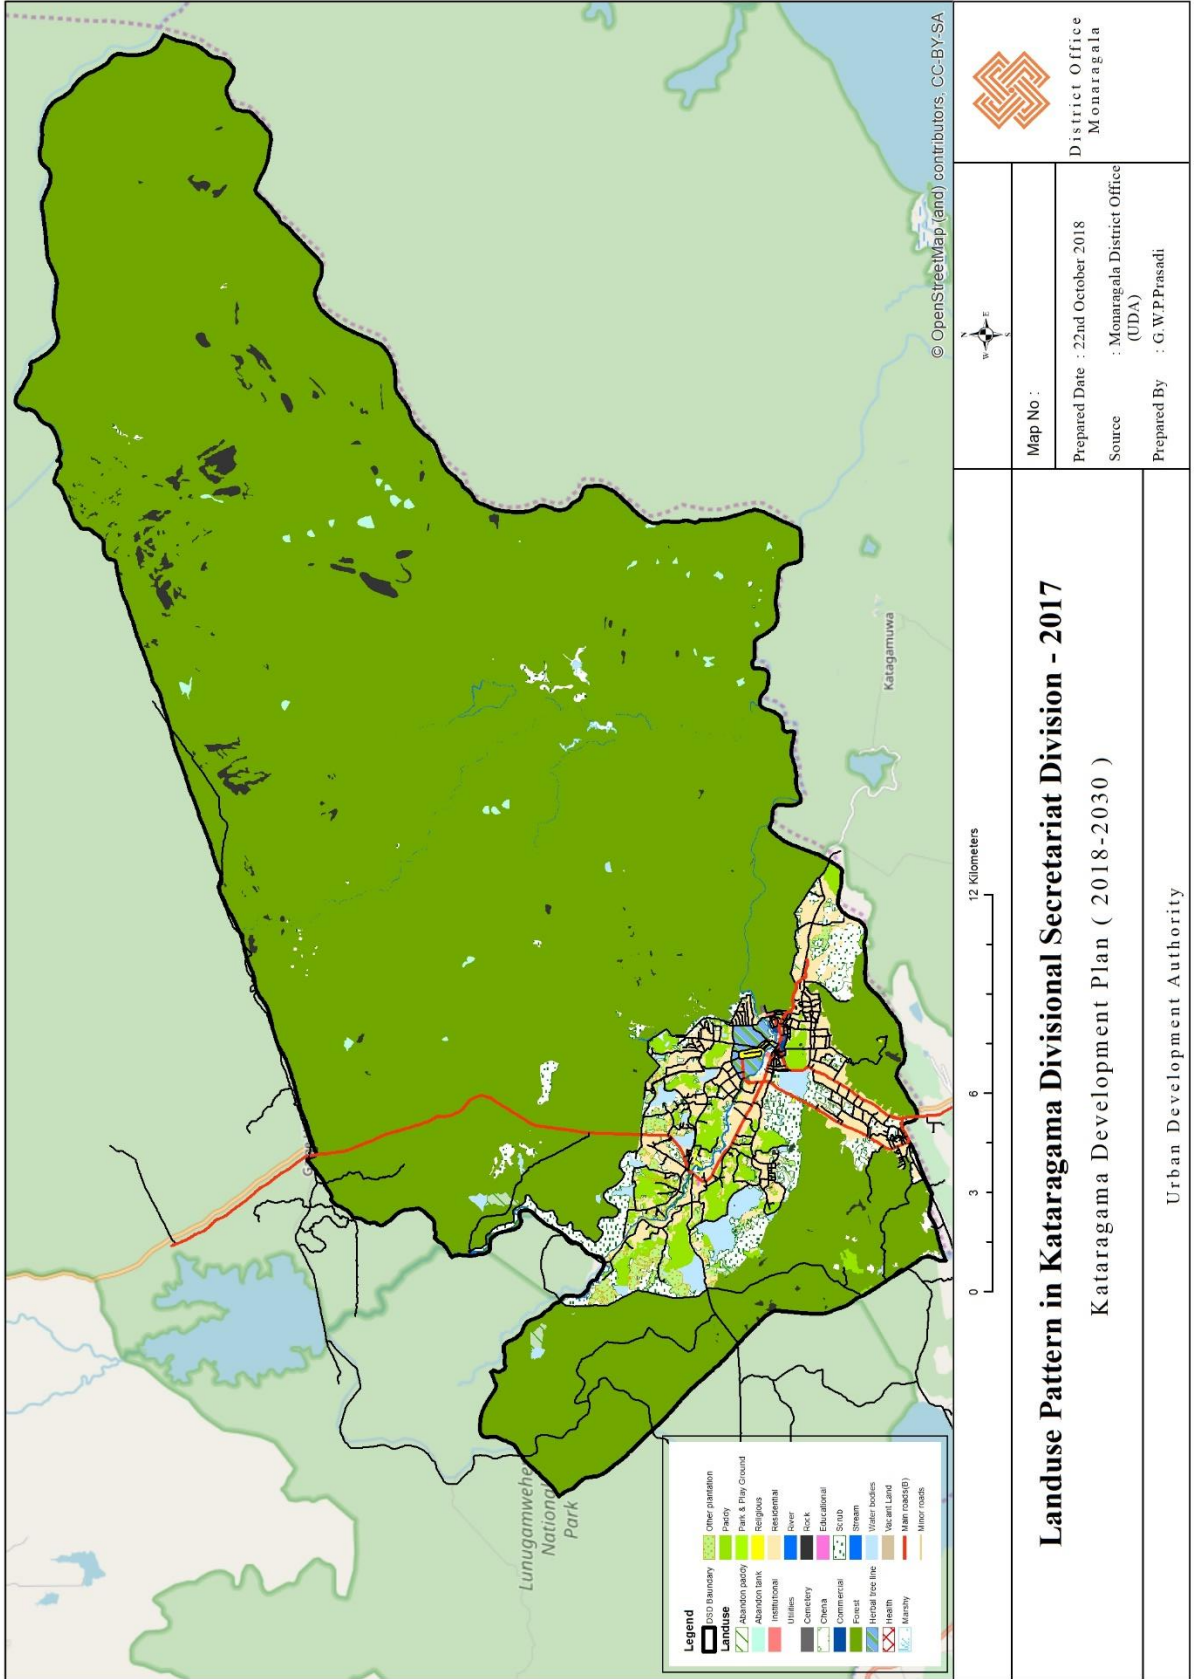 © OpenStreetMap (and) contributors, CC-BY-SA
Katagamuwa
Lunugamwehe
National
Park
Legend
DSD Baundary
Landuse
Abandon paddy
Abandon tank
Institutional
Utilities
Cemetery
Chena
Commercial
Forest
Herbal tree line
Health
Marshy
Other plantation
Paddy
Park & Play Ground
Religious
Residential
River
Rock
Educational
Scrub
Stream
Water bodies
Vacant Land
Main roads(B)
Minor roads
0 3 6 12 Kilometers
Landuse Pattern in Kataragama Divisional Secretariat Division - 2017
Kataragama Development Plan ( 2018-2030 )
Urban Development Authority
N
W E
S
Map No :
Prepared Date : 22nd October 2018
Source : Monaragala District Office
(UDA)
Prepared By : G.W.P.Prasadi
District Office
Monaragala